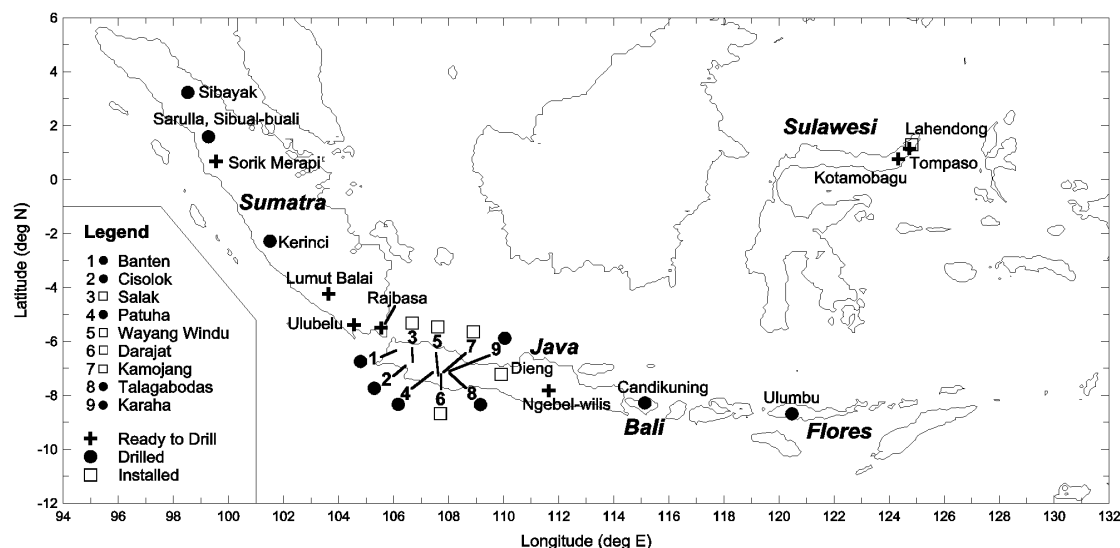 6
4
2
0
-2
-4
-6
-8
-10
-12
Latitude (deg N)
94 96 98 100 102 104 106 108 110 112 114 116 118 120 122 124 126 128 130 132
Longitude (deg E)
Sibayak
Sarulla, Sibual-buali
Sorik Merapi
Sumatra
Kerinci
Lumut Balai
Rajbasa
Ulubelu
Sulawesi
Lahendong
Tompaso
Kotamobagu
Java
Dieng
Ngebel-wilis
Candikuning
Bali
Ulumbu
Flores
1
2
3
4
5
6
7
8
9
Legend
1 Banten
2 Cisolok
3 Salak
4 Patuha
5 Wayang Windu
6 Darajat
7 Kamojang
8 Talagabodas
9 Karaha
Ready to Drill
Drilled
Installed